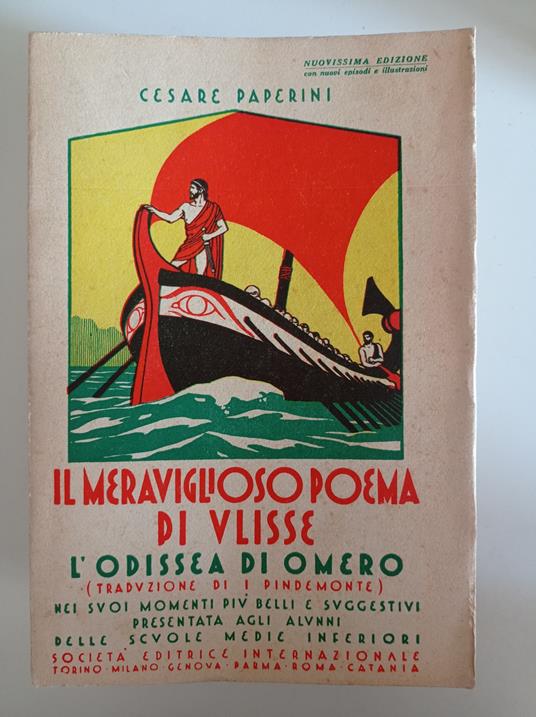 NUOVISSIMA EDIZIONE
con nuovi episodi e illustrazioni
CESARE PAPERINI
IL MERAVIGLIOSO POEMA
DI VLISSE
L'ODISSEA DI OMERO
(TRADVZIONE DI I PINDEMONTE)
NEI SVOI MOMENTI PIV' BELLI E SVGGESTIVI
PRESENTATA AGLI ALVNNI
DELLE SCVOLE MEDIE INFERIORI
SOCIETA' EDITRICE INTERNAZIONALE
TORINO · MILANO · GENOVA · PARMA · ROMA · CATANIA